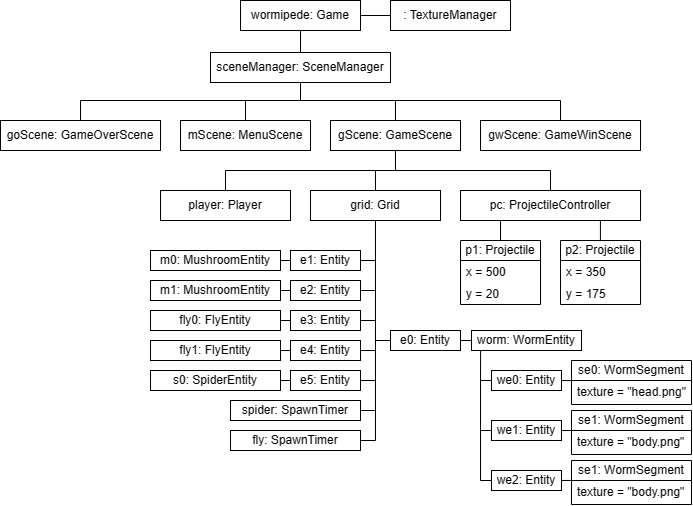 wormipede: Game
: TextureManager
sceneManager: SceneManager
goScene: GameOverScene
mScene: MenuScene
gScene: GameScene
gwScene: GameWinScene
player: Player
grid: Grid
pc: ProjectileController
p1: Projectile
x = 500
y = 20
p2: Projectile
x = 350
y = 175
m0: MushroomEntity
e1: Entity
m1: MushroomEntity
e2: Entity
fly0: FlyEntity
e3: Entity
fly1: FlyEntity
e4: Entity
s0: SpiderEntity
e5: Entity
spider: SpawnTimer
fly: SpawnTimer
e0: Entity
worm: WormEntity
we0: Entity
se0: WormSegment
texture = "head.png"
we1: Entity
se1: WormSegment
texture = "body.png"
we2: Entity
se1: WormSegment
texture = "body.png"